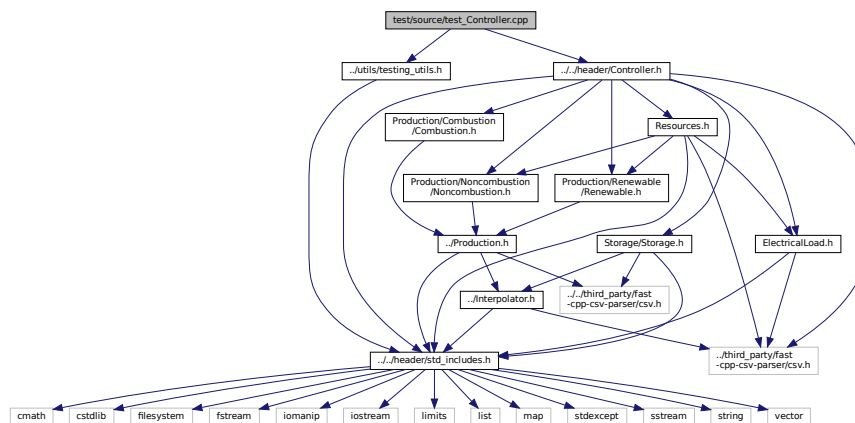 test/source/test_Controller.cpp
../utils/testing_utils.h
../../header/Controller.h
Production/Combustion
/Combustion.h
Resources.h
Production/Noncombustion
/Noncombustion.h
Production/Renewable
/Renewable.h
../Production.h
Storage/Storage.h
ElectricalLoad.h
../Interpolator.h
../../third_party/fast
-cpp-csv-parser/csv.h
../../header/std_includes.h
../third_party/fast
-cpp-csv-parser/csv.h
cmath
cstdlib
filesystem
fstream
iomanip
iostream
limits
list
map
stdexcept
sstream
string
vector